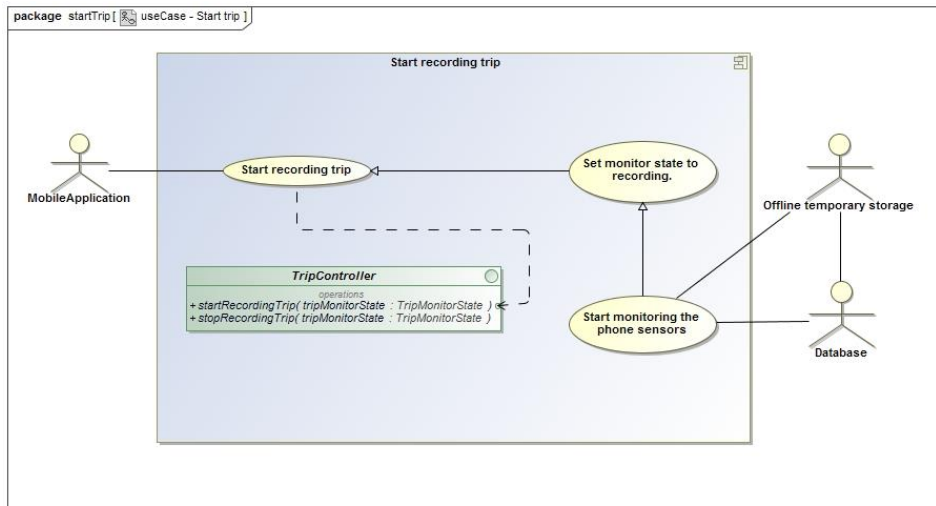 package startTrip [ useCase - Start trip ]
Start recording trip
MobileApplication
Start recording trip
Set monitor state to
recording.
Offline temporary storage
TripController
operations
+ startRecordingTrip( tripMonitorState : TripMonitorState )
+ stopRecordingTrip( tripMonitorState : TripMonitorState )
Start monitoring the
phone sensors
Database